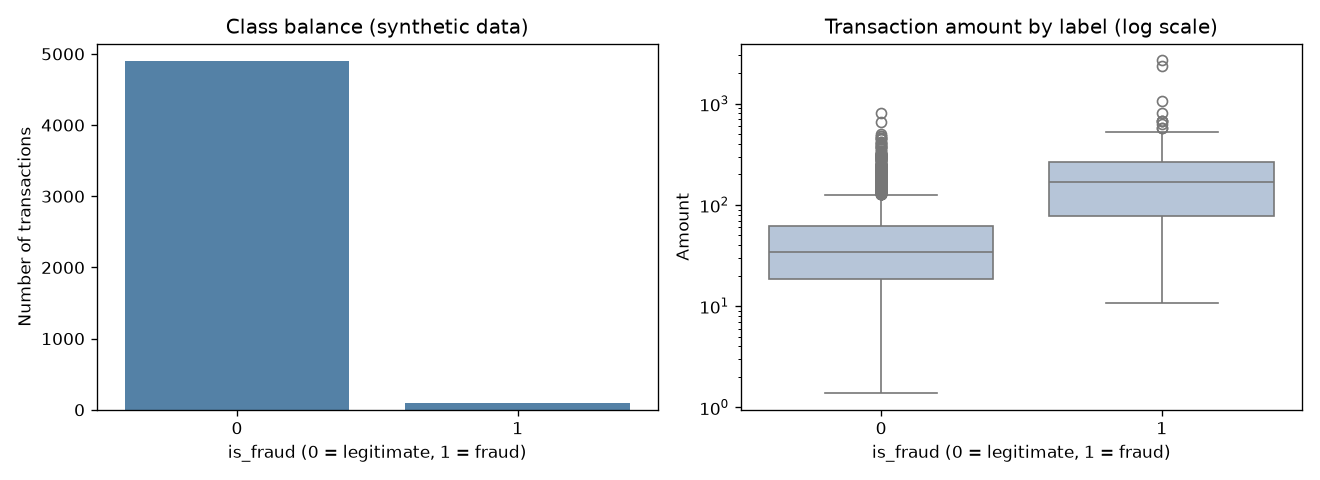 Class balance (synthetic data)
5000
4000
3000
2000
1000
0
Number of transactions
0 1
is_fraud (0 = legitimate, 1 = fraud)
Transaction amount by label (log scale)
10³
10²
10¹
10⁰
Amount
0 1
is_fraud (0 = legitimate, 1 = fraud)